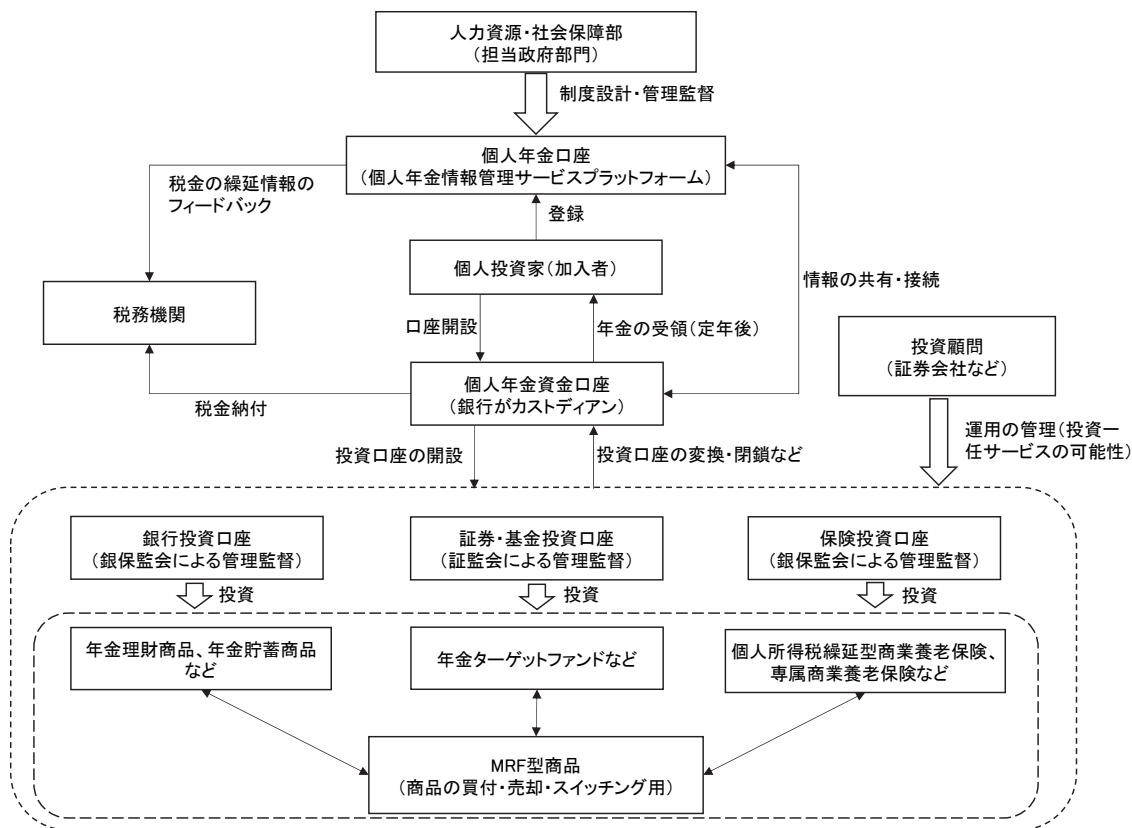 人力資源・社会保障部
（担当政府部門）
制度設計・管理監督
個人年金口座
（個人年金情報管理サービスプラットフォーム）
税金の繰延情報の
フィードバック
登録
個人投資家（加入者）
情報の共有・接続
税務機関
口座開設
年金の受領（定年後）
投資顧問
（証券会社など）
個人年金資金口座
（銀行がカストディアン）
税金納付
運用の管理（投資一
任サービスの可能性）
投資口座の開設
投資口座の変換・閉鎖など
銀行投資口座
（銀保監会による管理監督）
証券・基金投資口座
（証監会による管理監督）
保険投資口座
（銀保監会による管理監督）
投資
投資
投資
年金理財商品、年金貯蓄商品
など
年金ターゲットファンドなど
個人所得税繰延型商業養老保険、
専属商業養老保険など
MRF型商品
（商品の買付・売却・スイッチング用）